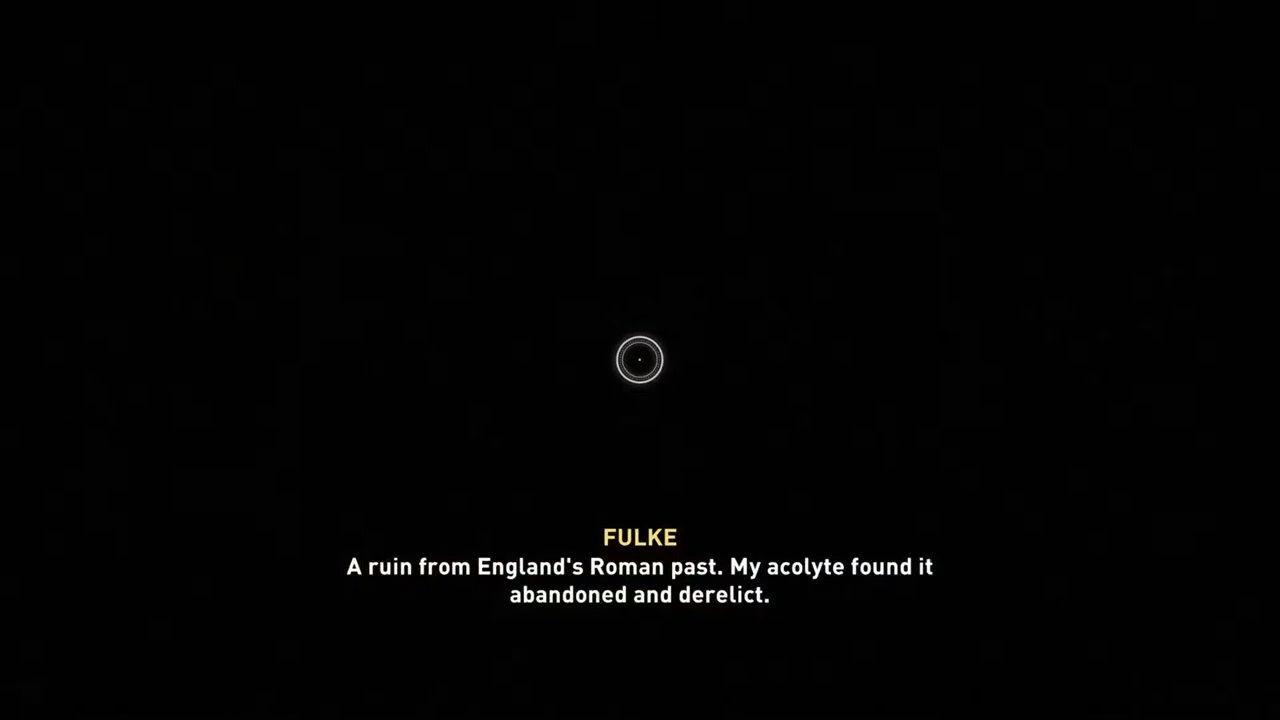 FULKE
A ruin from England's Roman past. My acolyte found it
abandoned and derelict.